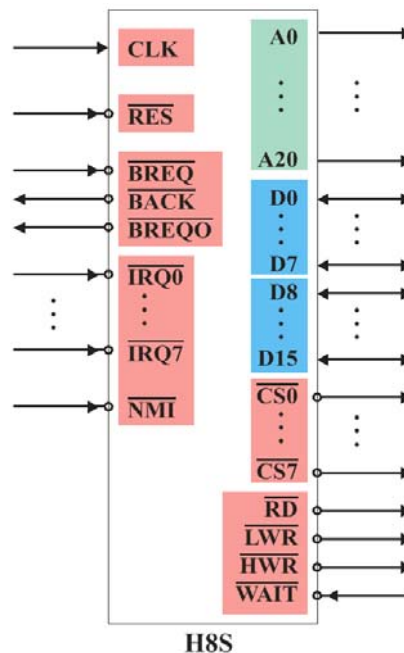 CLK
RES
BREQ
BACK
BREQO
IRQ0
IRQ7
NMI
A0
A20
D0
D7
D8
D15
CS0
CS7
RD
LWR
HWR
WAIT
H8S